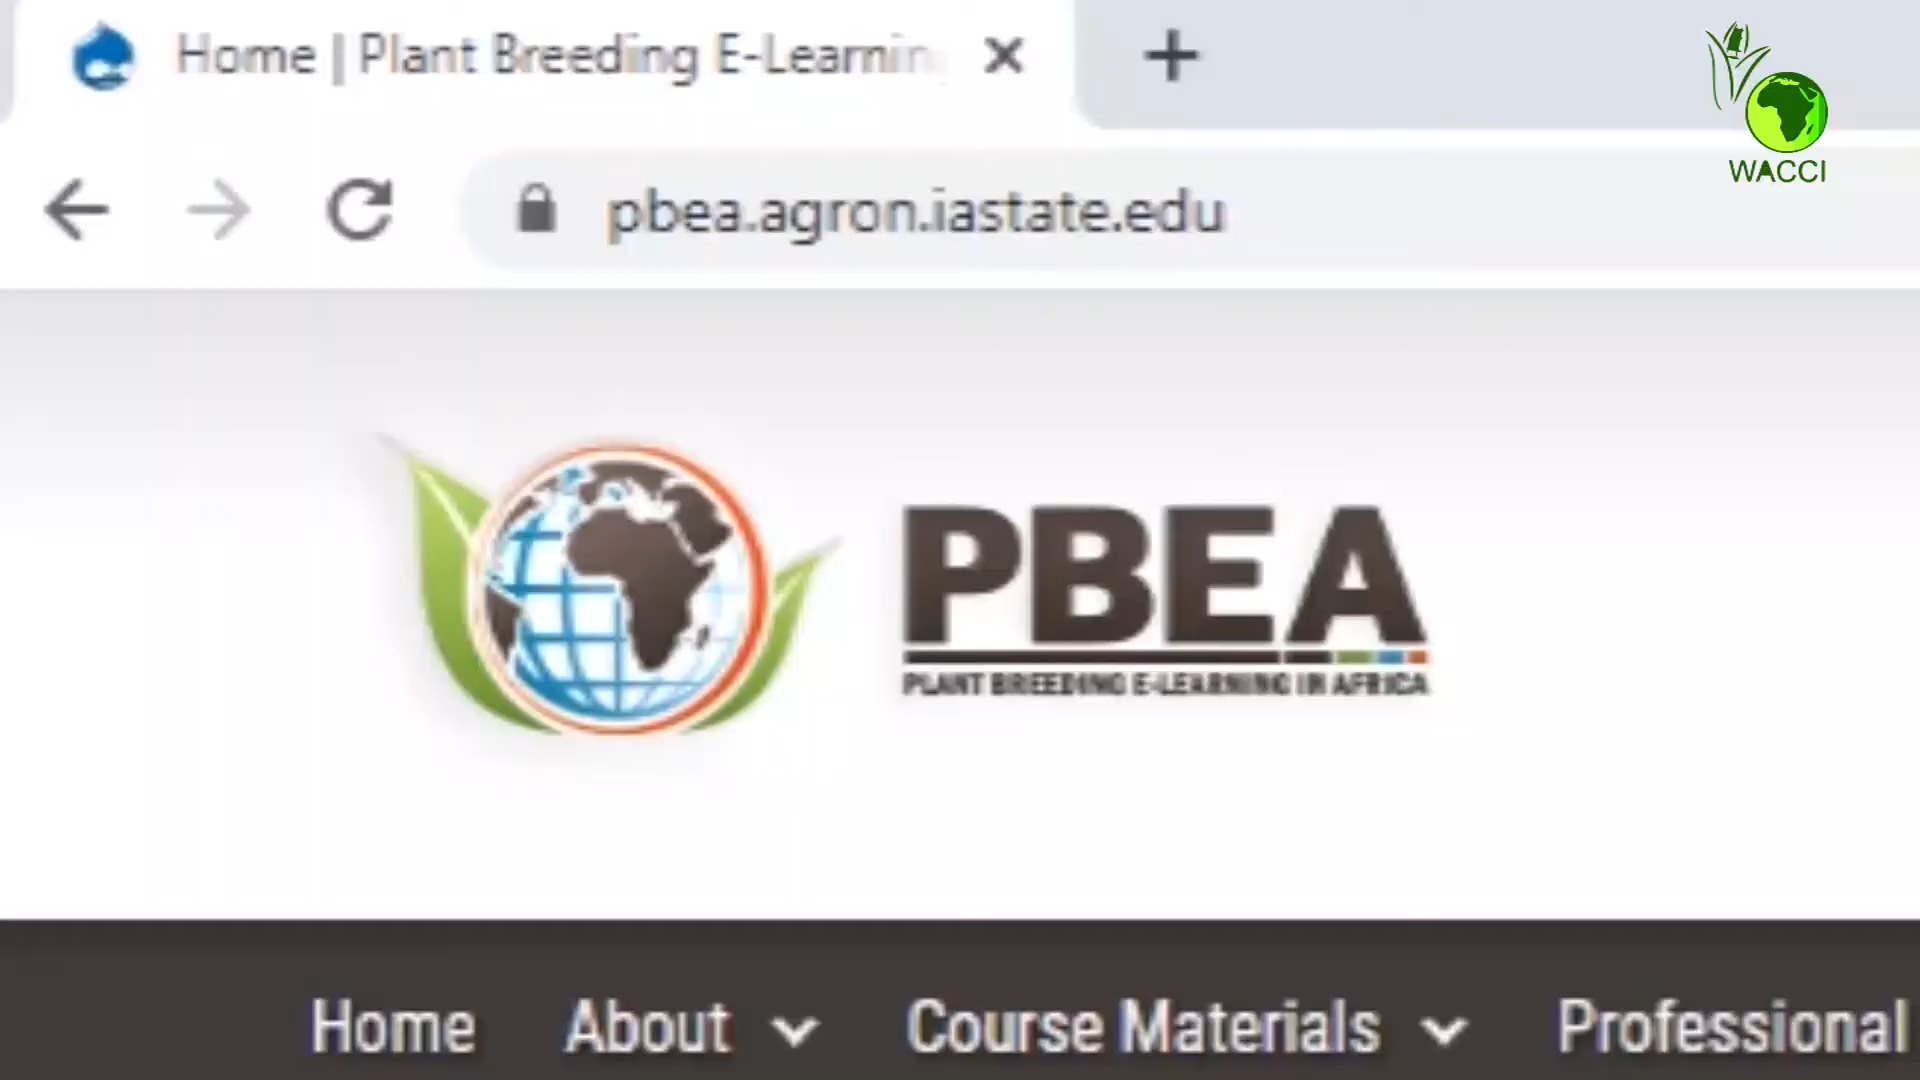 Home | Plant Breeding E-Learning
WACCI
pbea.agron.iastate.edu
PBEA
PLANT BREEDING E-LEARNING IN AFRICA
Home About Course Materials Professional